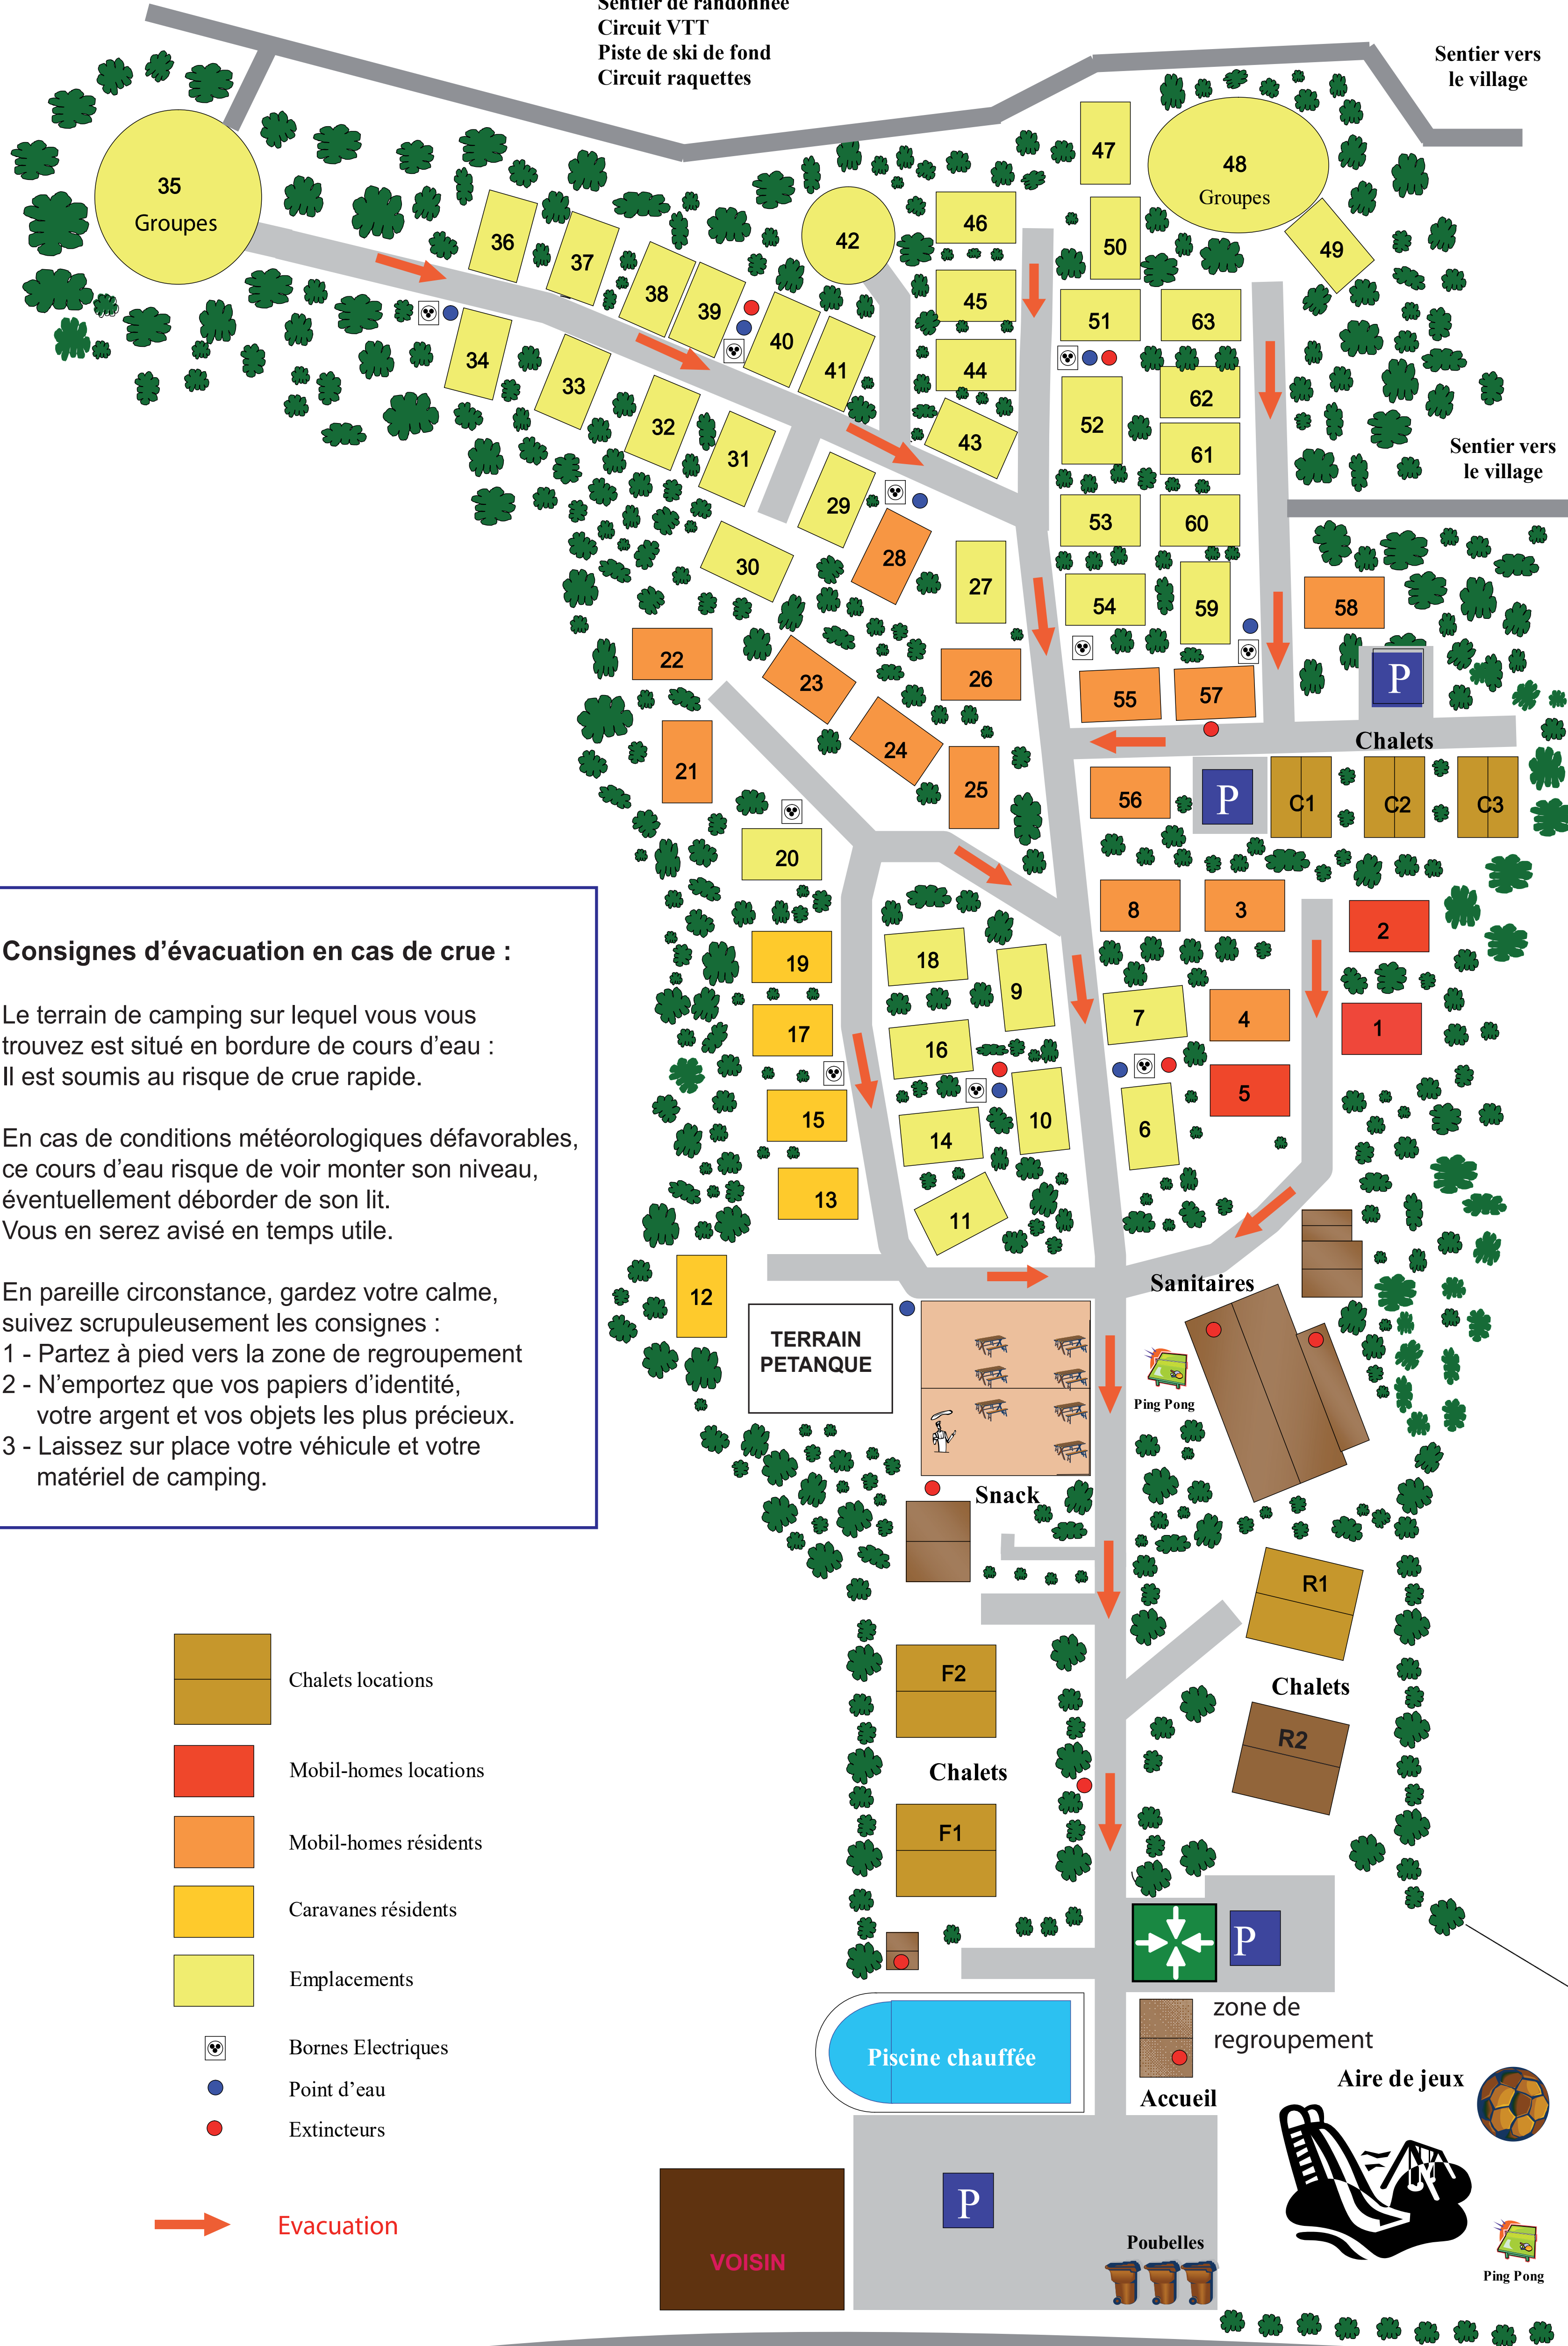 Sentier de randonnée
Circuit VTT
Piste de ski de fond
Circuit raquettes
Sentier vers
le village
35
Groupes
48
Groupes
47
46
50
49
42
36
37
38
39
40
41
45
51
63
44
34
33
32
31
43
52
62
61
Sentier vers
le village
29
30
28
27
53
60
54
59
58
22
23
26
55
57
P
21
24
25
Chalets
56
P
C1
C2
C3
20
8
3
2
19
18
9
17
16
7
4
1
15
14
10
6
5
13
11
12
Consignes d’évacuation en cas de crue :
Le terrain de camping sur lequel vous vous
trouvez est situé en bordure de cours d’eau :
Il est soumis au risque de crue rapide.
En cas de conditions météorologiques défavorables,
ce cours d’eau risque de voir monter son niveau,
éventuellement déborder de son lit.
Vous en serez avisé en temps utile.
En pareille circonstance, gardez votre calme,
suivez scrupuleusement les consignes :
1 - Partez à pied vers la zone de regroupement
2 - N’emportez que vos papiers d’identité,
votre argent et vos objets les plus précieux.
3 - Laissez sur place votre véhicule et votre
matériel de camping.
Sanitaires
TERRAIN
PETANQUE
Ping Pong
Snack
R1
F2
Chalets
R2
Chalets
F1
P
zone de
regroupement
Piscine chauffée
Accueil
Aire de jeux
P
VOISIN
Poubelles
Ping Pong
Chalets locations
Mobil-homes locations
Mobil-homes résidents
Caravanes résidents
Emplacements
Bornes Electriques
Point d’eau
Extincteurs
Evacuation